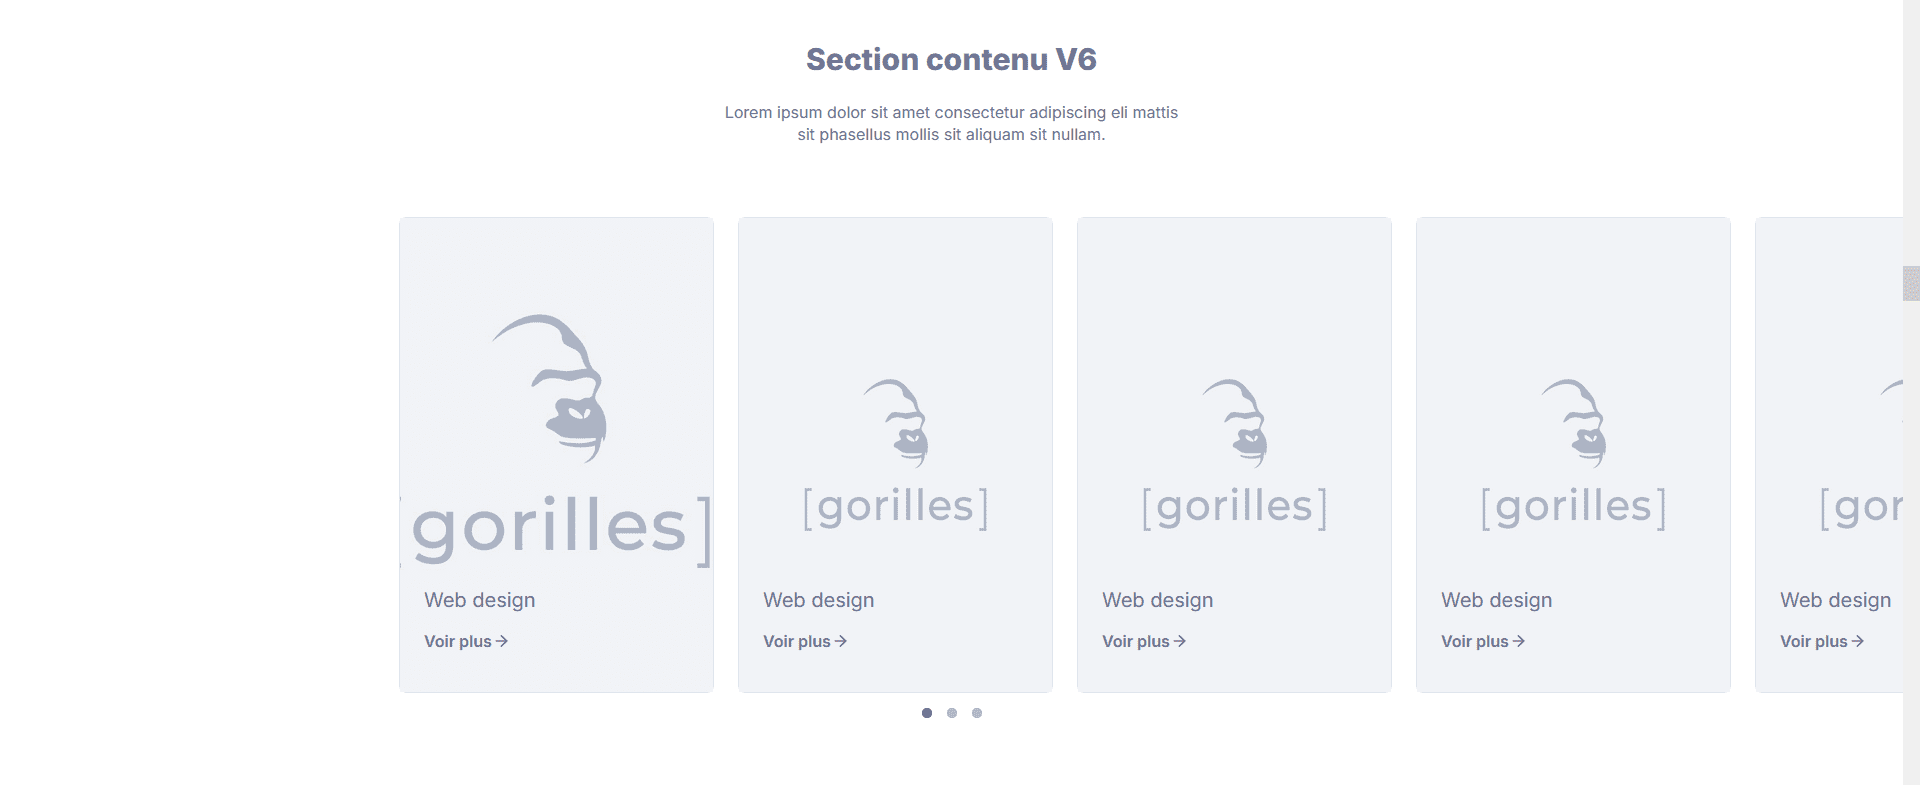 Section contenu V6
Lorem ipsum dolor sit amet consectetur adipiscing eli mattis
sit phasellus mollis sit aliquam sit nullam.
[gorilles]
Web design
Voir plus →
[gorilles]
Web design
Voir plus →
[gorilles]
Web design
Voir plus →
[gorilles]
Web design
Voir plus →
[gor
Web design
Voir plus →